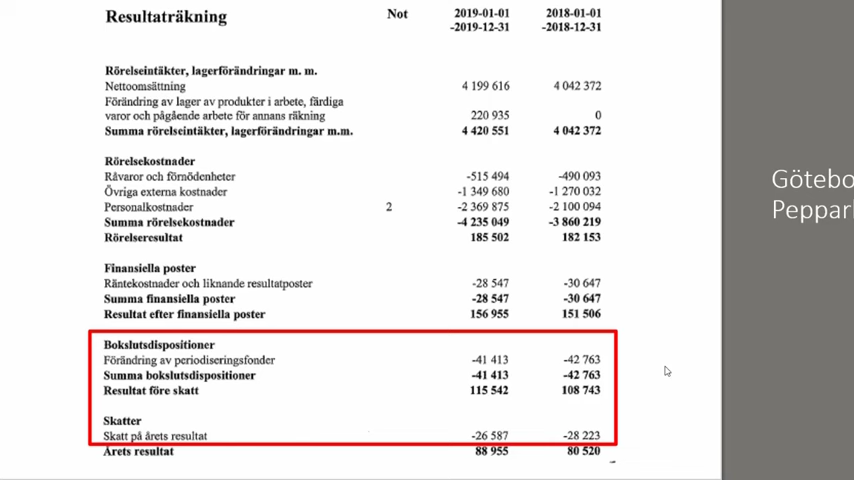 Resultaträkning Not 2019-01-01 2018-01-01
-2019-12-31 -2018-12-31
Rörelseintäkter, lagerförändringar m. m.
Nettoomsättning 4 199 616 4 042 372
Förändring av lager av produkter i arbete, färdiga
varor och pågående arbete för annans räkning 220 935 0
Summa rörelseintäkter, lagerförändringar m.m. 4 420 551 4 042 372
Rörelsekostnader
Råvaror och förnödenheter -515 494 -490 093
Övriga externa kostnader -1 349 680 -1 270 032
Personalkostnader 2 -2 369 875 -2 100 094
Summa rörelsekostnader -4 235 049 -3 860 219
Rörelseresultat 185 502 182 153
Finansiella poster
Räntekostnader och liknande resultatposter -28 547 -30 647
Summa finansiella poster -28 547 -30 647
Resultat efter finansiella poster 156 955 151 506
Bokslutsdispositioner
Förändring av periodiseringsfonder -41 413 -42 763
Summa bokslutsdispositioner -41 413 -42 763
Resultat före skatt 115 542 108 743
Skatter
Skatt på årets resultat -26 587 -28 223
Årets resultat 88 955 80 520
Götebo
Peppar